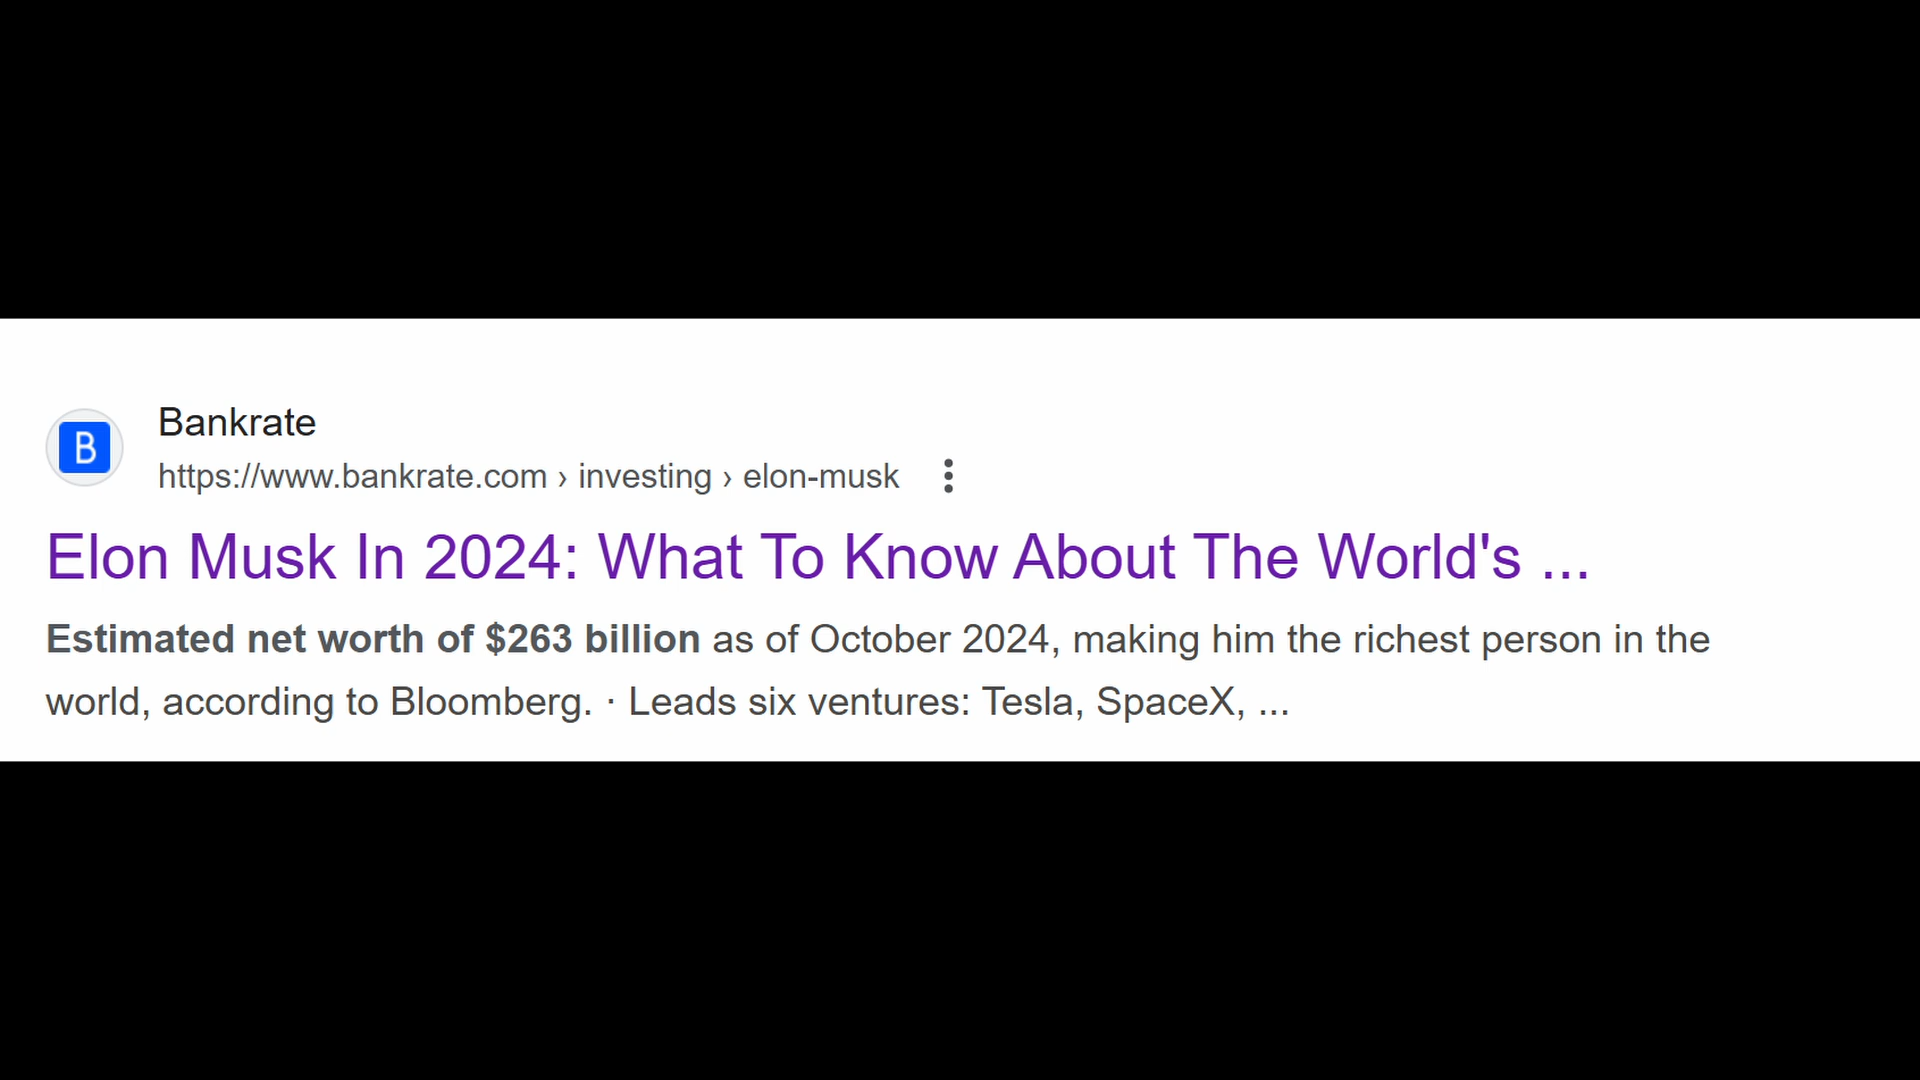 B
Bankrate
https://www.bankrate.com › investing › elon-musk
Elon Musk In 2024: What To Know About The World's ...
Estimated net worth of $263 billion as of October 2024, making him the richest person in the
world, according to Bloomberg. · Leads six ventures: Tesla, SpaceX, ...